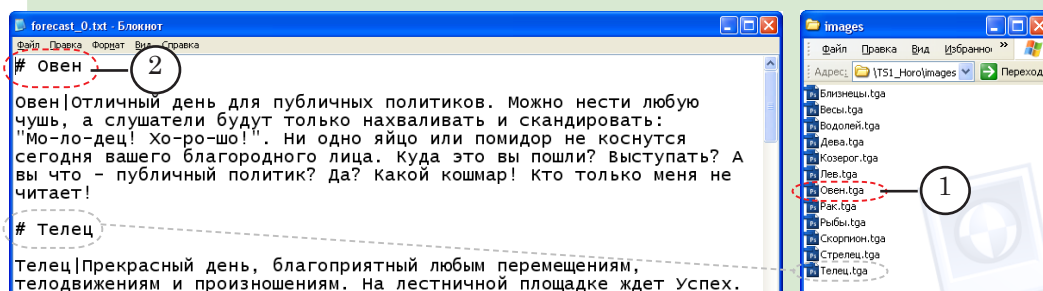 forecast_0.txt - Блокнот
Файл Правка Формат Вид Справка
# Овен
2
Овен|Отличный день для публичных политиков. Можно нести любую
чушь, а слушатели будут только нахваливать и скандировать:
"Мо-ло-дец! Хо-ро-шо!". Ни одно яйцо или помидор не коснутся
сегодня вашего благородного лица. Куда это вы пошли? Выступать? А
вы что - публичный политик? Да? Какой кошмар! Кто только меня не
читает!
# Телец
Телец|Прекрасный день, благоприятный любым перемещениям,
телодвижениям и произношениям. На лестничной площадке ждет Успех.
images
Файл Правка Вид Избранно »
Адрес: \TS1_Horo\images Переход
Близнецы.tga
Весы.tga
Водолей.tga
Дева.tga
Козерог.tga
Лев.tga
Овен.tga
1
Рак.tga
Рыбы.tga
Скорпион.tga
Стрелец.tga
Телец.tga